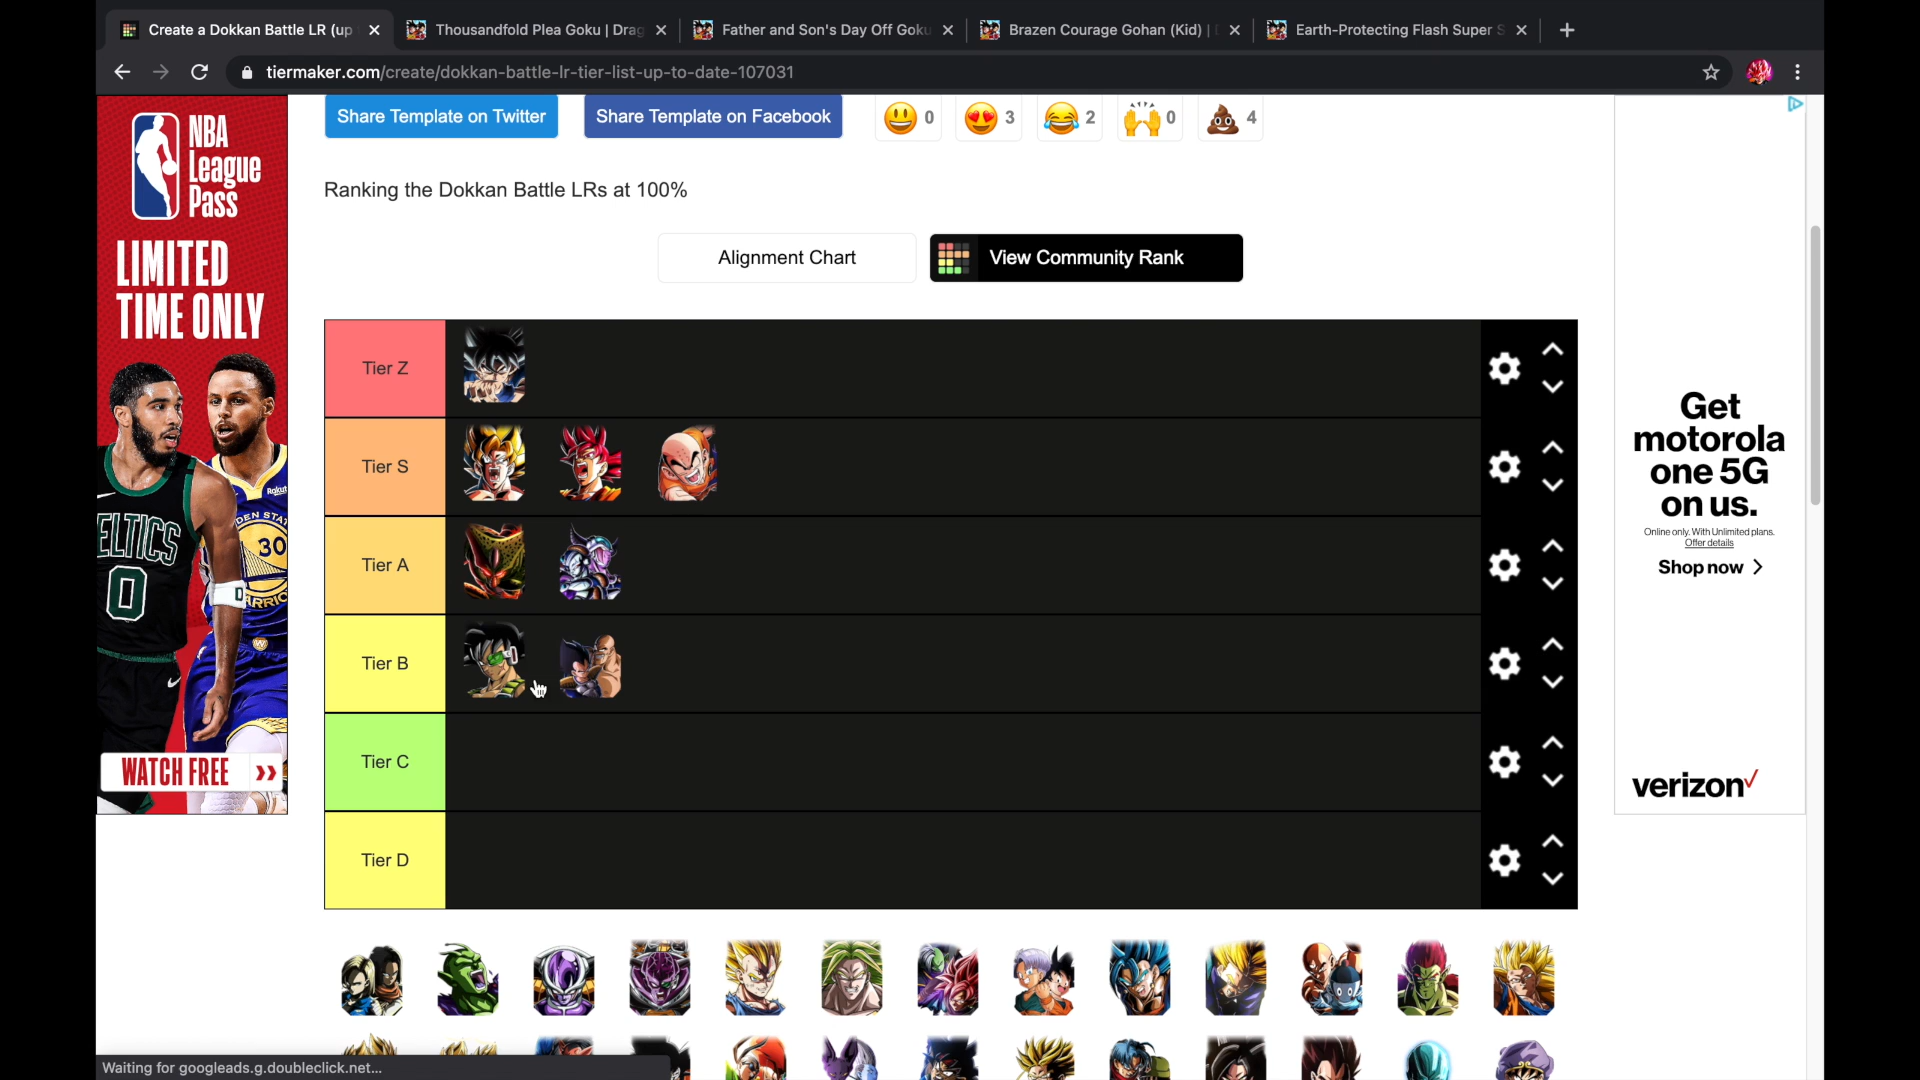 Create a Dokkan Battle LR (up
Thousandfold Plea Goku | Drag
Father and Son's Day Off Goku
Brazen Courage Gohan (Kid) |
Earth-Protecting Flash Super S
tiermaker.com/create/dokkan-battle-lr-tier-list-up-to-date-107031
NBA
League
Pass
LIMITED
TIME ONLY
CELTICS
0
30
WATCH FREE
Share Template on Twitter
Share Template on Facebook
0
3
2
0
4
Ranking the Dokkan Battle LRs at 100%
Alignment Chart
View Community Rank
Tier Z
Tier S
Tier A
Tier B
Tier C
Tier D
Get
motorola
one 5G
on us.
Online only. With Unlimited plans.
Offer details
Shop now
verizon
Waiting for googleads.g.doubleclick.net...